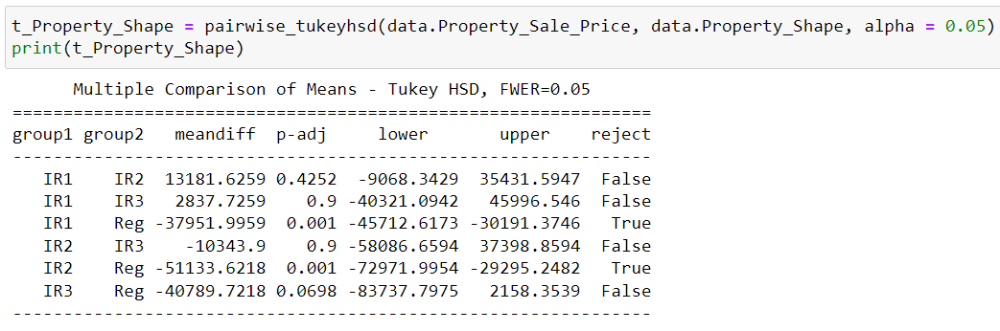 t_Property_Shape = pairwise_tukeyhsd(data.Property_Sale_Price, data.Property_Shape, alpha = 0.05)
print(t_Property_Shape)
Multiple Comparison of Means - Tukey HSD, FWER=0.05
===============================================================
group1 group2   meandiff  p-adj     lower       upper    reject
---------------------------------------------------------------
   IR1    IR2 13181.6259 0.4252  -9068.3429  35431.5947  False
   IR1    IR3  2837.7259    0.9 -40321.0942   45996.546  False
   IR1    Reg -37951.9959  0.001 -45712.6173 -30191.3746   True
   IR2    IR3   -10343.9    0.9 -58086.6594  37398.8594  False
   IR2    Reg -51133.6218  0.001 -72971.9954 -29295.2482   True
   IR3    Reg -40789.7218 0.0698 -83737.7975   2158.3539  False
---------------------------------------------------------------